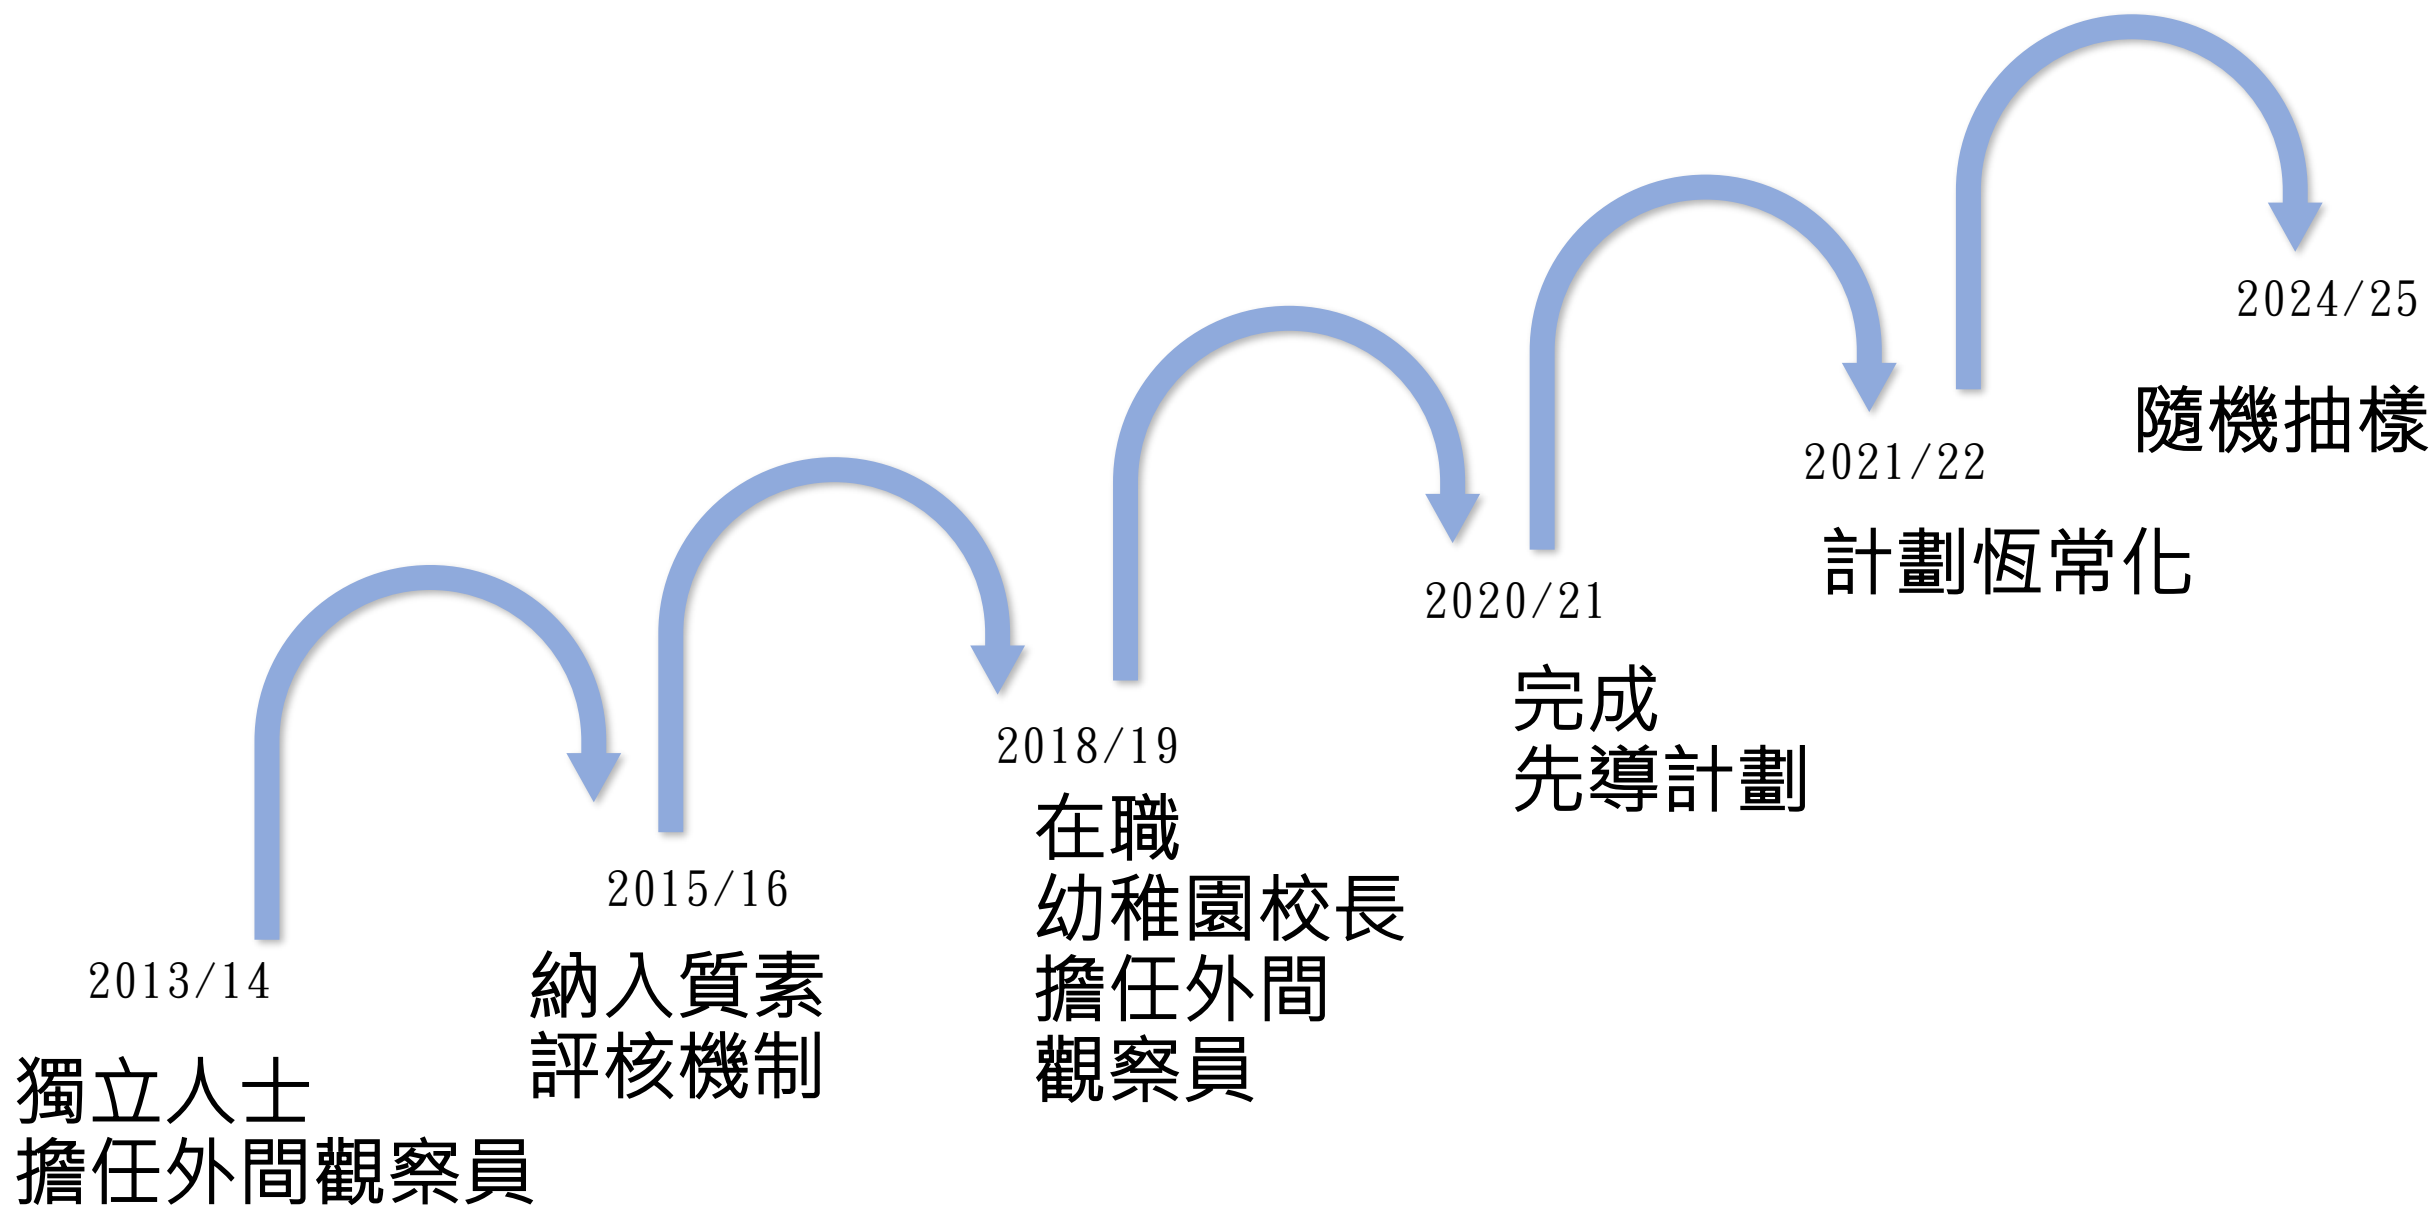 2013/14
獨立人士
擔任外間觀察員
2015/16
納入質素
評核機制
2018/19
在職
幼稚園校長
擔任外間
觀察員
2020/21
完成
先導計劃
2021/22
計劃恆常化
2024/25
隨機抽樣